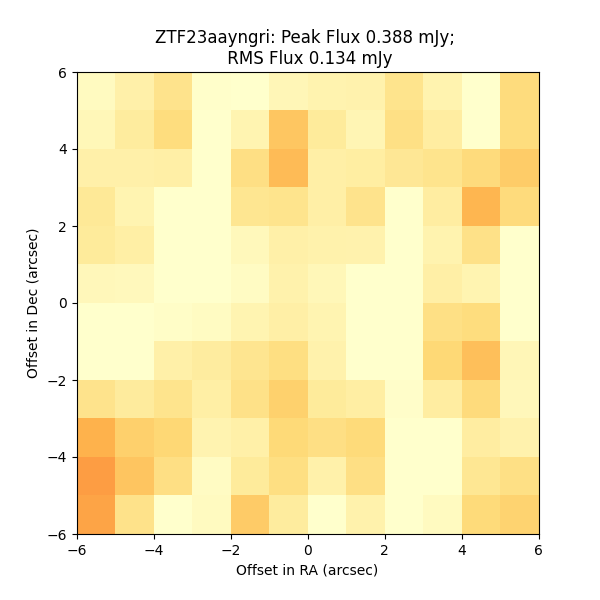 ZTF23aayngri: Peak Flux 0.388 mJy;
RMS Flux 0.134 mJy
6
4
2
0
−2
−4
−6
Offset in Dec (arcsec)
−6 −4 −2 0 2 4 6
Offset in RA (arcsec)